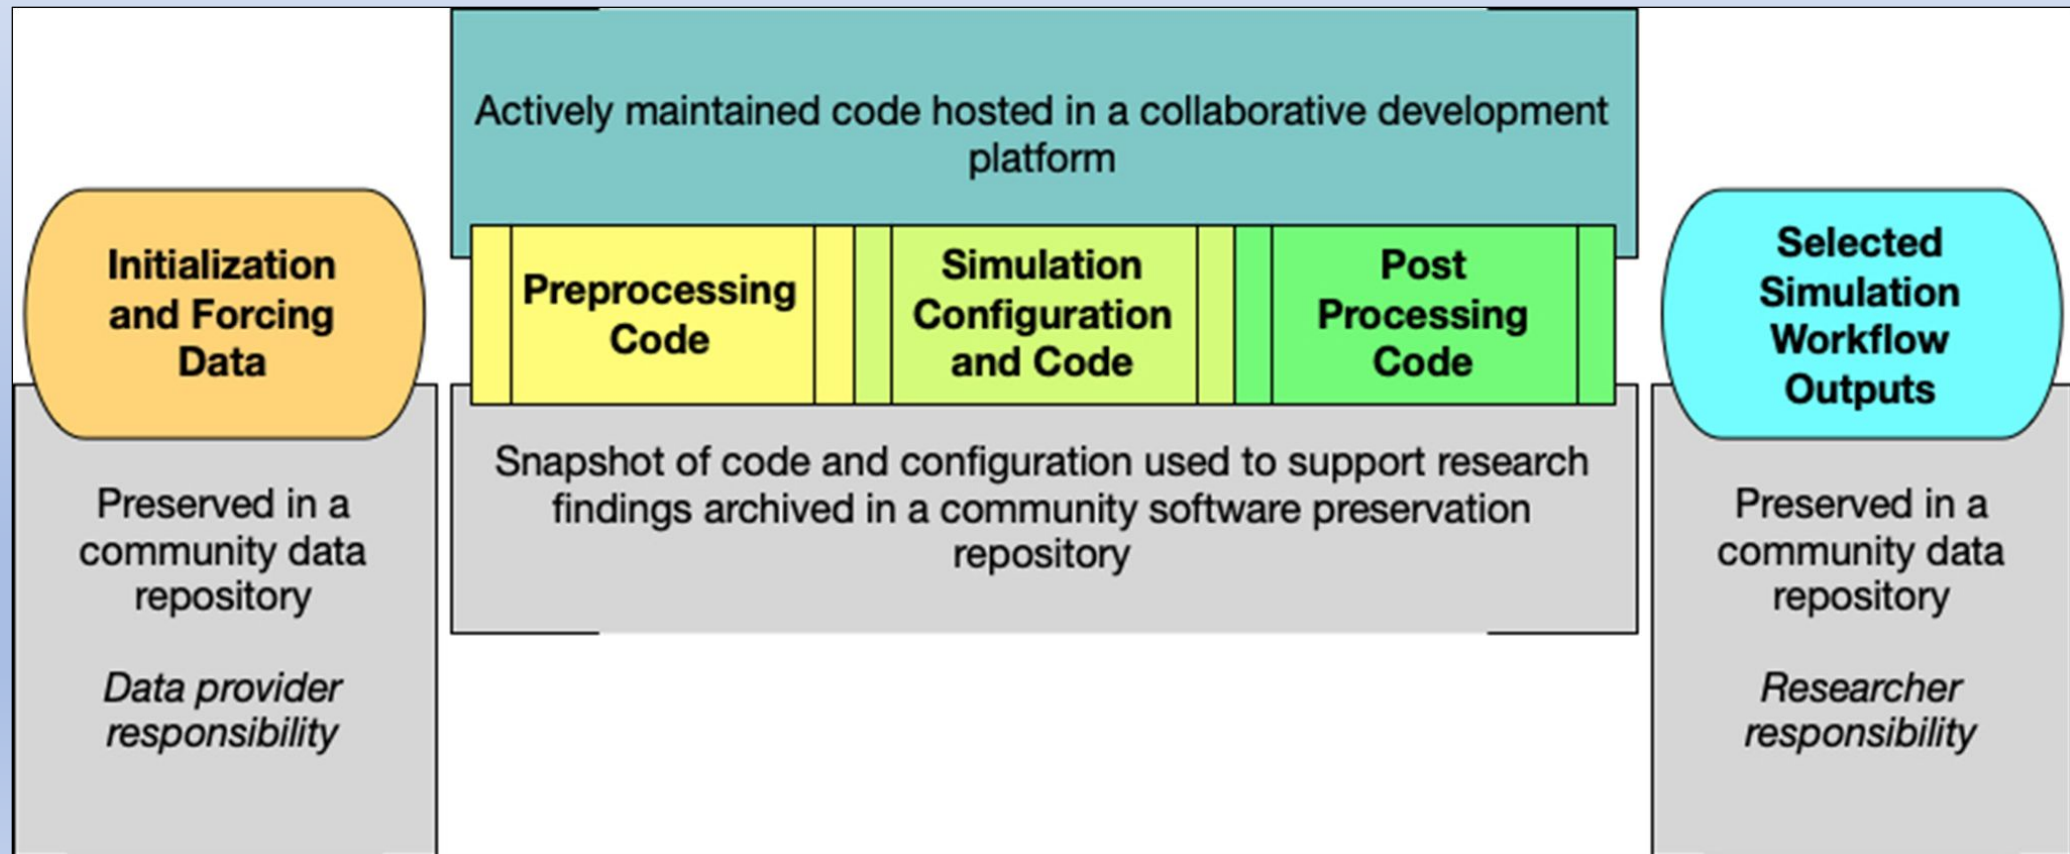 Actively maintained code hosted in a collaborative development
platform
Initialization
and Forcing
Data
Preprocessing
Code
Simulation
Configuration
and Code
Post
Processing
Code
Selected
Simulation
Workflow
Outputs
Preserved in a
community data
repository
Data provider
responsibility
Snapshot of code and configuration used to support research
findings archived in a community software preservation
repository
Preserved in a
community data
repository
Researcher
responsibility